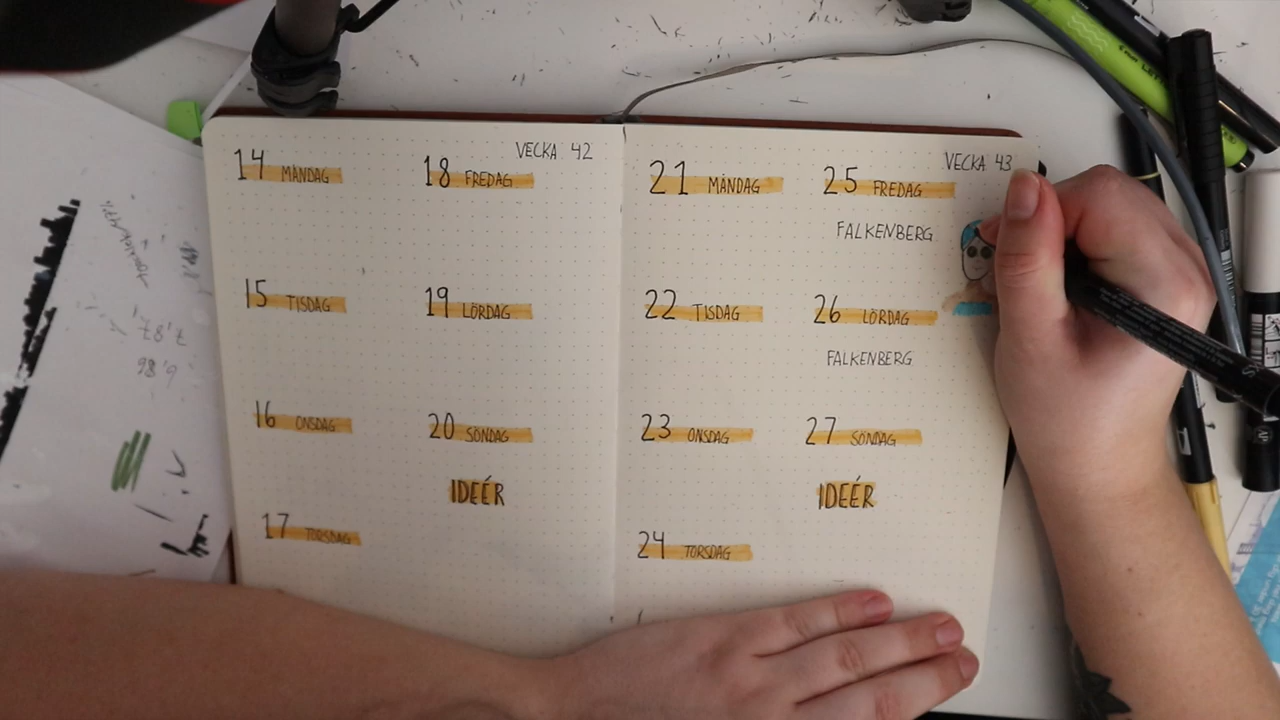 VECKA 42
14 MÅNDAG
18 FREDAG
15 TISDAG
19 LÖRDAG
16 ONSDAG
20 SÖNDAG
IDEÉR
17 TORSDAG
VECKA 43
21 MÅNDAG
25 FREDAG
FALKENBERG
22 TISDAG
26 LÖRDAG
FALKENBERG
23 ONSDAG
27 SÖNDAG
IDEÉR
24 TORSDAG